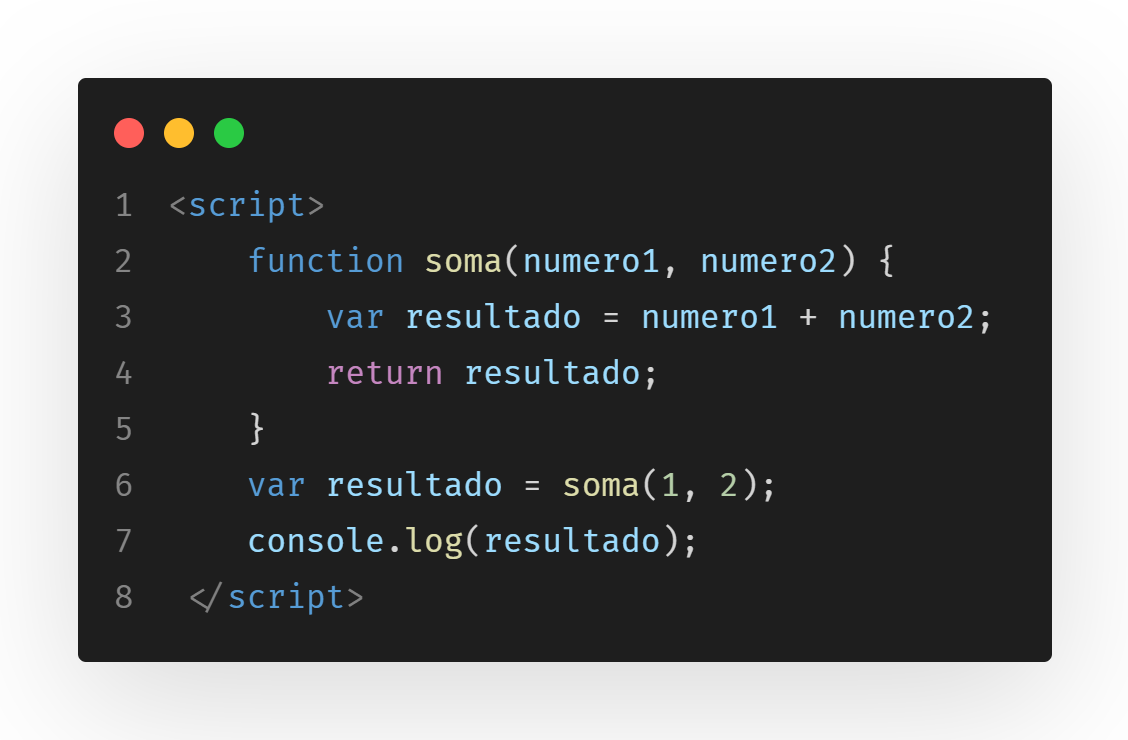 1 <script>
2     function soma(numero1, numero2) {
3         var resultado = numero1 + numero2;
4         return resultado;
5     }
6     var resultado = soma(1, 2);
7     console.log(resultado);
8  </script>